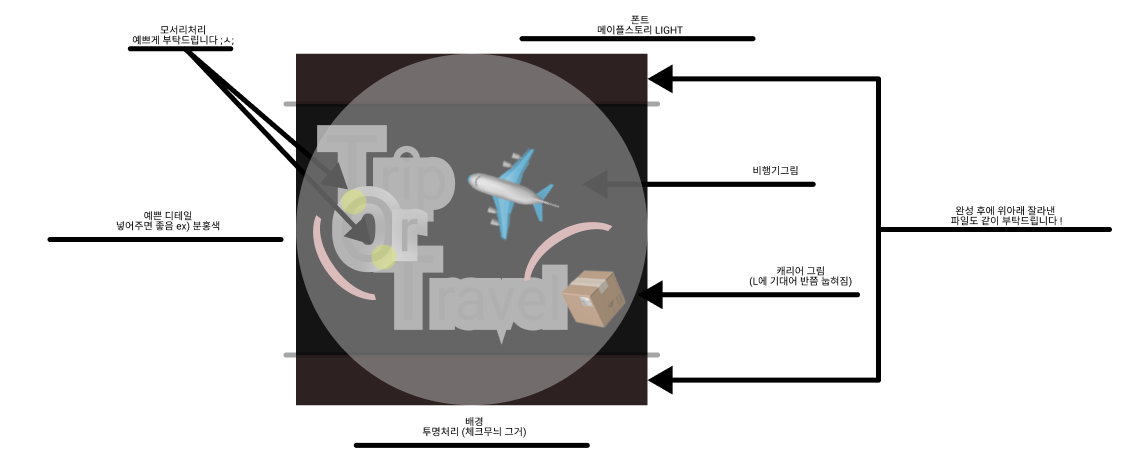 모서리처리
예쁘게 부탁드립니다 ;ㅅ;
폰트
메이플스토리 LIGHT
Trip
Or
Travel
비행기그림
예쁜 디테일
넣어주면 좋음 ex) 분홍색
완성 후에 위아래 잘라낸
파일도 같이 부탁드립니다 !
캐리어 그림
(L에 기대어 반쯤 눕혀짐)
배경
투명처리 (체크무늬 그거)